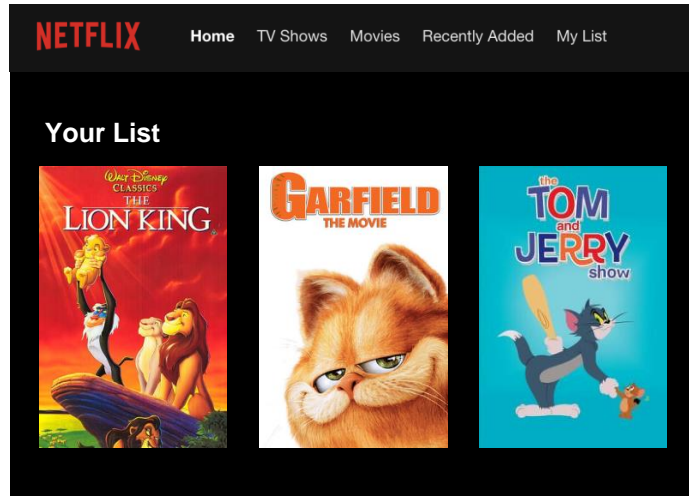 NETFLIX Home TV Shows Movies Recently Added My List
Your List
WALT DISNEY
CLASSICS
THE
LION KING
GARFIELD
THE MOVIE
the
TOM
and
JERRY
show